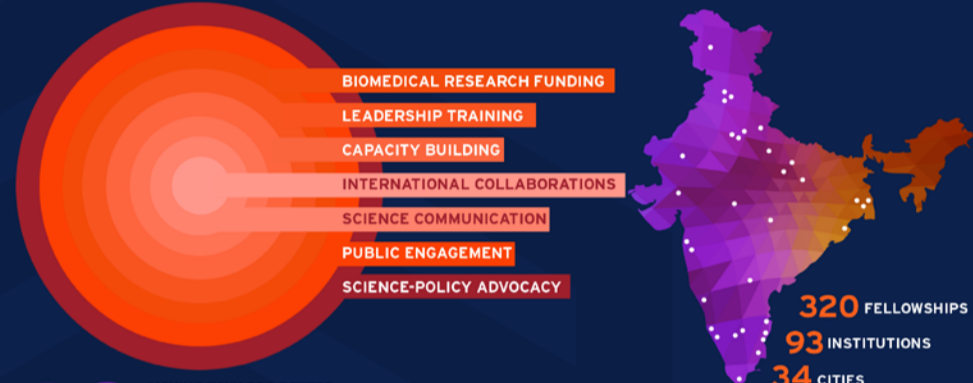 BIOMEDICAL RESEARCH FUNDING
LEADERSHIP TRAINING
CAPACITY BUILDING
INTERNATIONAL COLLABORATIONS
SCIENCE COMMUNICATION
PUBLIC ENGAGEMENT
SCIENCE-POLICY ADVOCACY
320 FELLOWSHIPS
93 INSTITUTIONS
34 CITIES